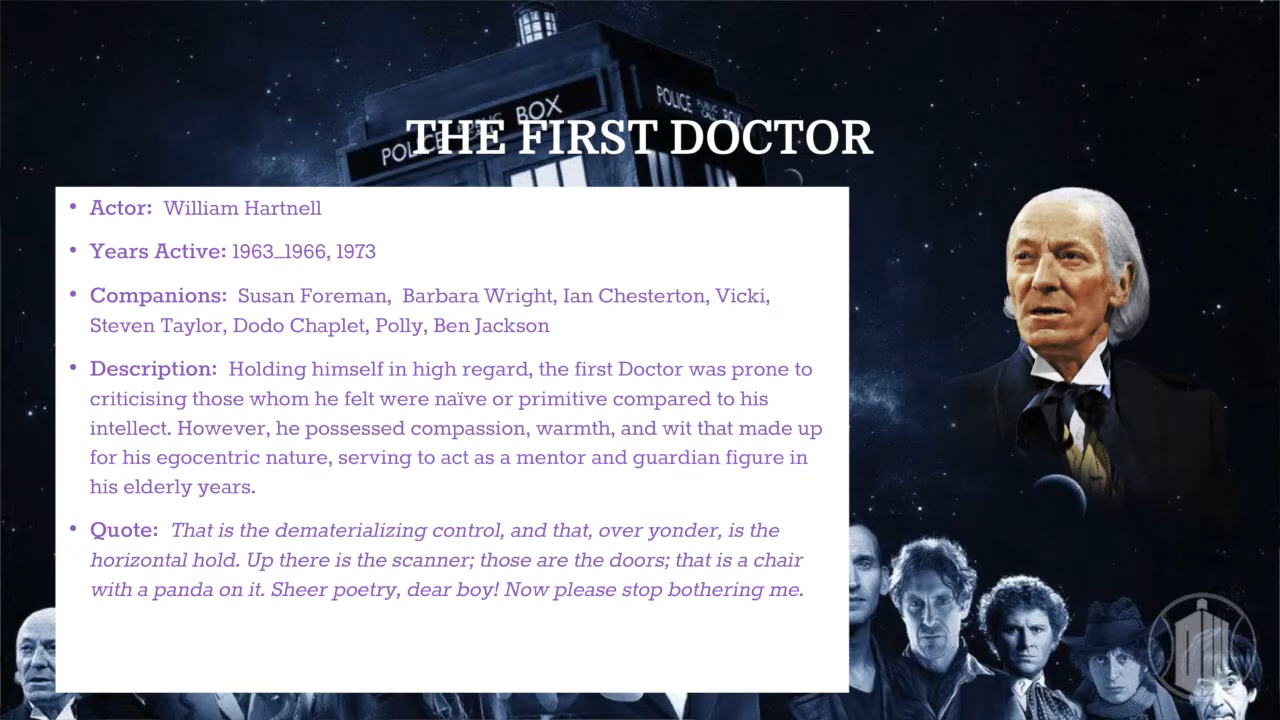 POLICE PUBLIC BOX
POLICE PUBLIC CALL BOX
THE FIRST DOCTOR
• Actor: William Hartnell
• Years Active: 1963–1966, 1973
• Companions: Susan Foreman, Barbara Wright, Ian Chesterton, Vicki,
Steven Taylor, Dodo Chaplet, Polly, Ben Jackson
• Description: Holding himself in high regard, the first Doctor was prone to
criticising those whom he felt were naïve or primitive compared to his
intellect. However, he possessed compassion, warmth, and wit that made up
for his egocentric nature, serving to act as a mentor and guardian figure in
his elderly years.
• Quote: That is the dematerializing control, and that, over yonder, is the
horizontal hold. Up there is the scanner; those are the doors; that is a chair
with a panda on it. Sheer poetry, dear boy! Now please stop bothering me.
DW